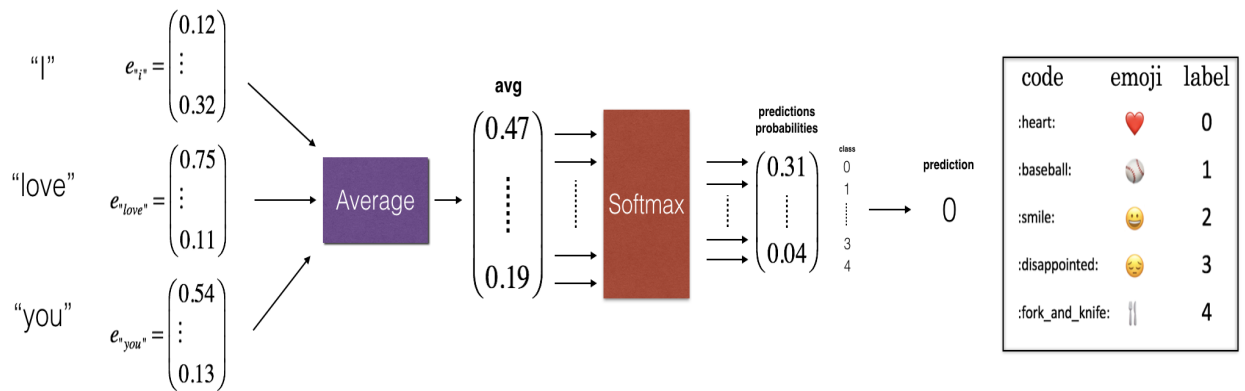 “I”
e"i" =
0.12
⋮
0.32
“love”
e"love" =
0.75
⋮
0.11
“you”
e"you" =
0.54
⋮
0.13
Average
avg
0.47
0.19
Softmax
predictions
probabilities
0.31
0.04
class
0
1
3
4
prediction
0
code emoji label
:heart: ❤️ 0
:baseball: ⚾ 1
:smile: 😀 2
:disappointed: 😔 3
:fork_and_knife: 🍴 4